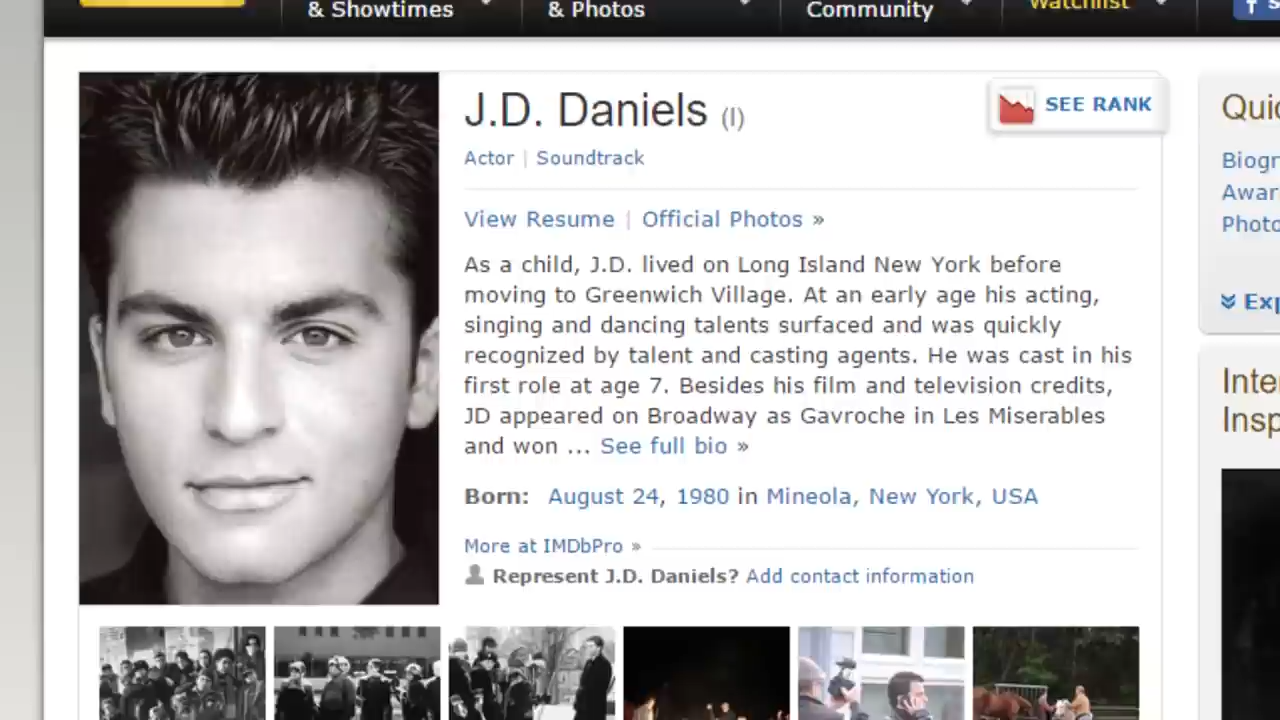 & Showtimes
& Photos
Community
Watchlist
J.D. Daniels (I)
SEE RANK
Actor | Soundtrack
View Resume | Official Photos »
As a child, J.D. lived on Long Island New York before
moving to Greenwich Village. At an early age his acting,
singing and dancing talents surfaced and was quickly
recognized by talent and casting agents. He was cast in his
first role at age 7. Besides his film and television credits,
JD appeared on Broadway as Gavroche in Les Miserables
and won ... See full bio »
Born: August 24, 1980 in Mineola, New York, USA
More at IMDbPro »
Represent J.D. Daniels? Add contact information